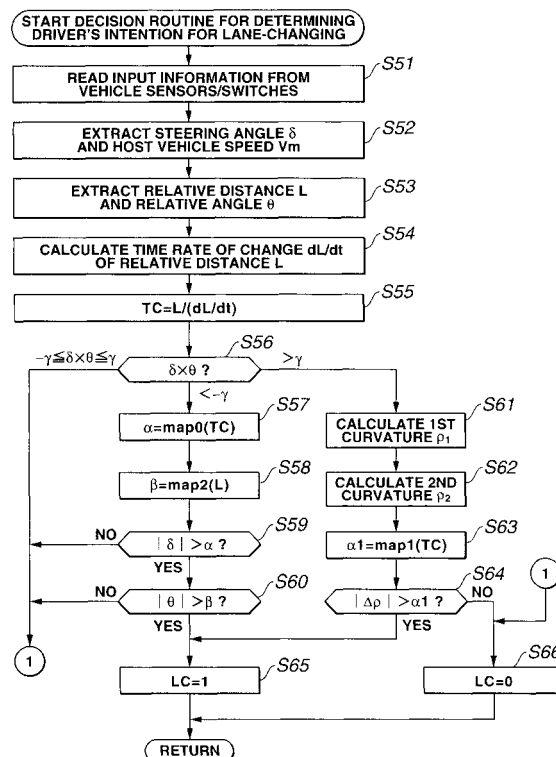 START DECISION ROUTINE FOR DETERMINING
DRIVER'S INTENTION FOR LANE-CHANGING
S51
READ INPUT INFORMATION FROM
VEHICLE SENSORS/SWITCHES
S52
EXTRACT STEERING ANGLE δ
AND HOST VEHICLE SPEED Vm
S53
EXTRACT RELATIVE DISTANCE L
AND RELATIVE ANGLE θ
S54
CALCULATE TIME RATE OF CHANGE dL/dt
OF RELATIVE DISTANCE L
S55
TC=L/(dL/dt)
S56
-γ≦δ×θ≦γ
δ×θ ?
>γ
<-γ
S57
α=map0(TC)
S61
CALCULATE 1ST
CURVATURE ρ1
S58
β=map2(L)
S62
CALCULATE 2ND
CURVATURE ρ2
S59
NO
|δ|>α ?
YES
S63
α1=map1(TC)
S60
NO
|θ|>β ?
YES
S64
|Δρ|>α1 ?
NO
YES
1
1
S65
LC=1
S66
LC=0
RETURN